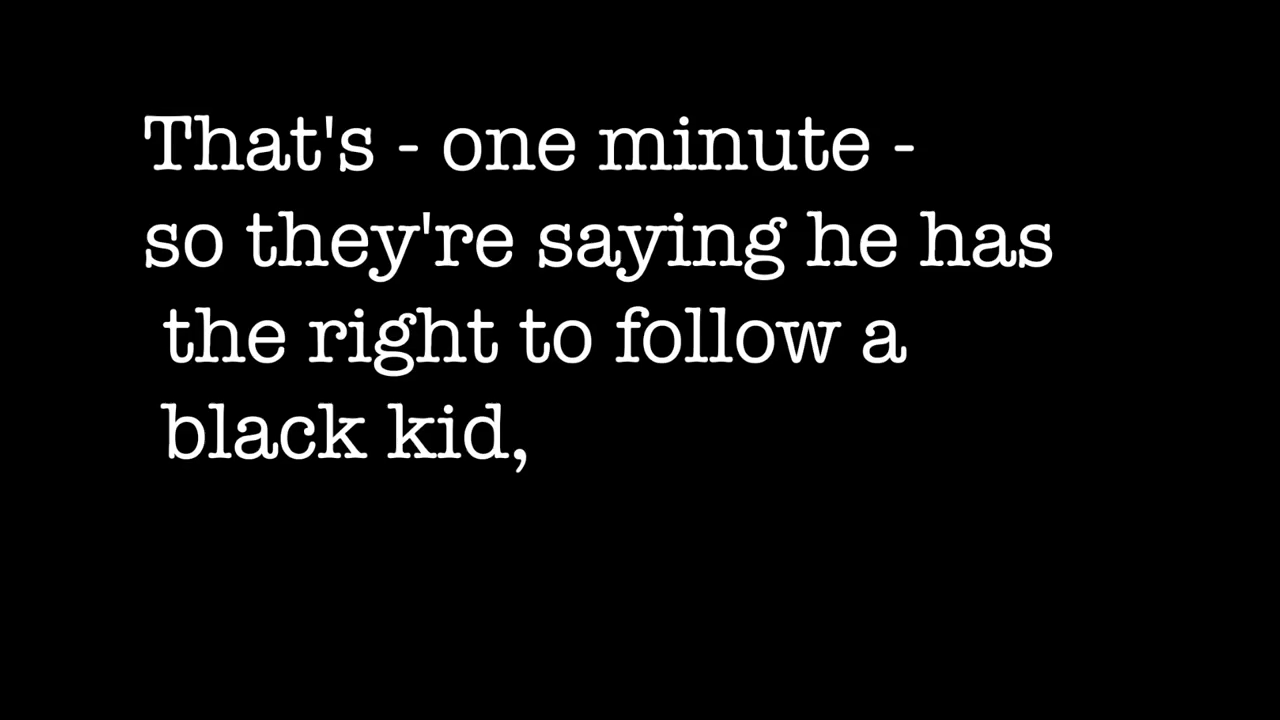 That's - one minute -
so they're saying he has
the right to follow a
black kid,